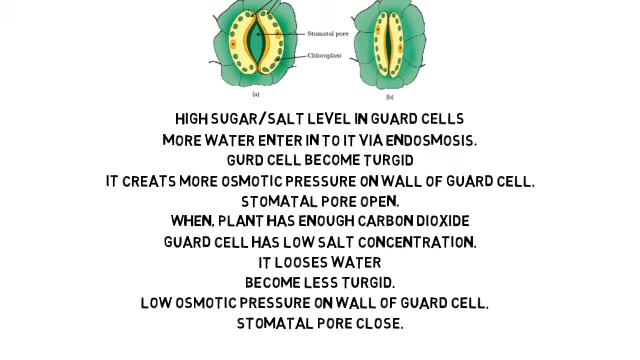 Stomatal pore
Chloroplast
(a)
(b)
HIGH SUGAR/SALT LEVEL IN GUARD CELLS
MORE WATER ENTER IN TO IT VIA ENDOSMOSIS.
GURD CELL BECOME TURGID
IT CREATS MORE OSMOTIC PRESSURE ON WALL OF GUARD CELL.
STOMATAL PORE OPEN.
WHEN, PLANT HAS ENOUGH CARBON DIOXIDE
GUARD CELL HAS LOW SALT CONCENTRATION.
IT LOOSES WATER
BECOME LESS TURGID.
LOW OSMOTIC PRESSURE ON WALL OF GUARD CELL.
STOMATAL PORE CLOSE.